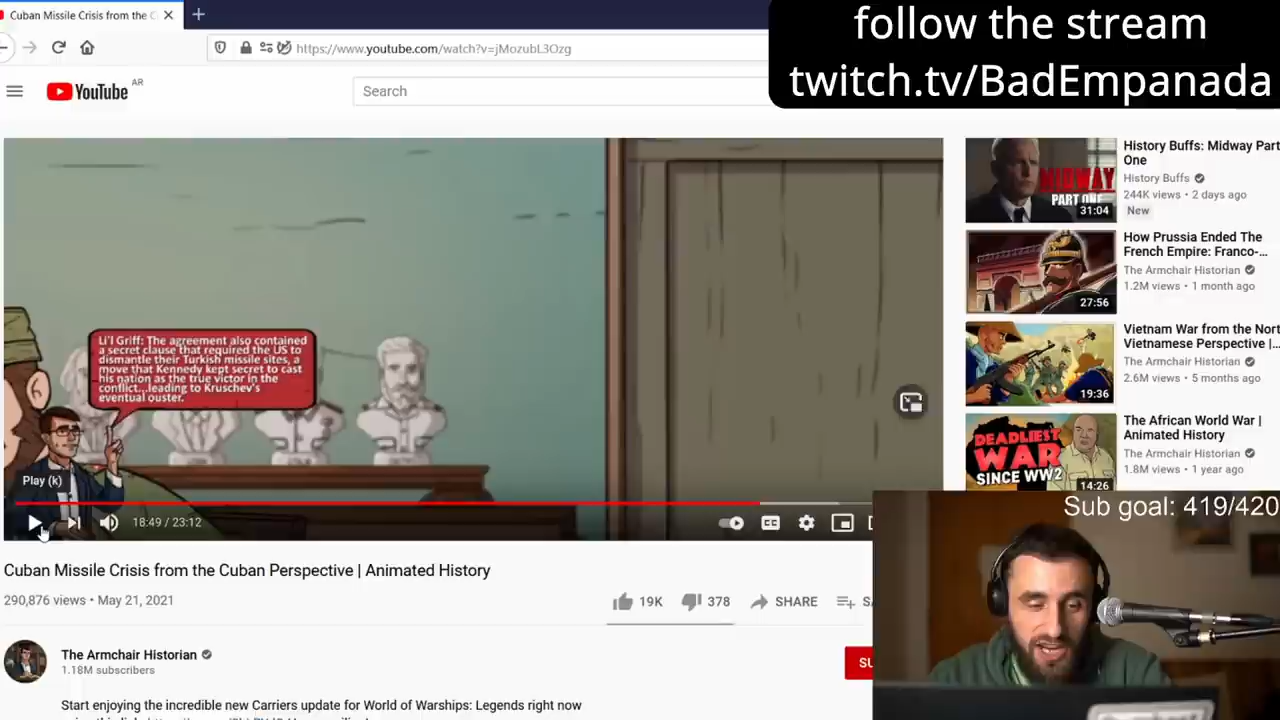 Cuban Missile Crisis from the C
follow the stream
twitch.tv/BadEmpanada
https://www.youtube.com/watch?v=jMozubL3Ozg
YouTube AR
Search
Li'l Griff: The agreement also contained
a secret clause that required the US to
dismantle their Turkish missile sites, a
move that Kennedy kept secret to cast
his nation as the true victor in the
conflict...leading to Kruschev's
eventual ouster.
Play (k)
18:49 / 23:12
CC
MIDWAY
PART ONE
31:04
History Buffs: Midway Part
One
History Buffs
244K views • 2 days ago
New
27:56
How Prussia Ended The
French Empire: Franco-...
The Armchair Historian
1.2M views • 1 month ago
19:36
Vietnam War from the Nort
Vietnamese Perspective |...
The Armchair Historian
2.6M views • 5 months ago
DEADLIEST
WAR
SINCE WW2
14:26
The African World War |
Animated History
The Armchair Historian
1.8M views • 1 year ago
Sub goal: 419/420
Cuban Missile Crisis from the Cuban Perspective | Animated History
290,876 views • May 21, 2021
19K
378
SHARE
SA
The Armchair Historian
1.18M subscribers
SU
Start enjoying the incredible new Carriers update for World of Warships: Legends right now